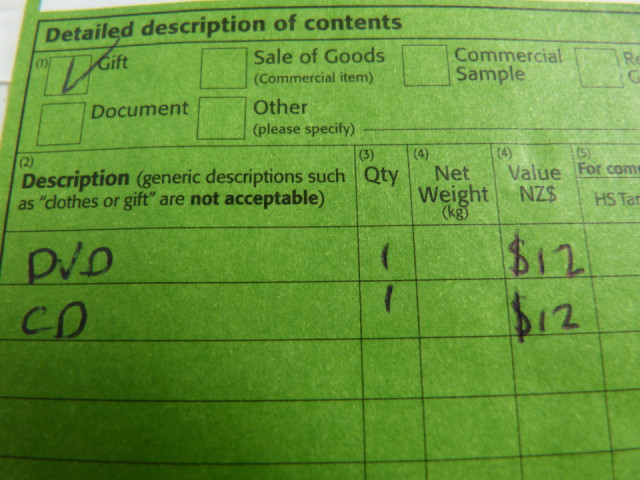 Detailed description of contents
(1) Gift Sale of Goods Commercial
(Commercial item) Sample
Document Other
(please specify)
(2) (3) (4) (4) (5)
Description (generic descriptions such Qty Net Value
as "clothes or gift" are not acceptable) Weight NZ$ HS
(kg)
DVD 1 $12
CD 1 $12